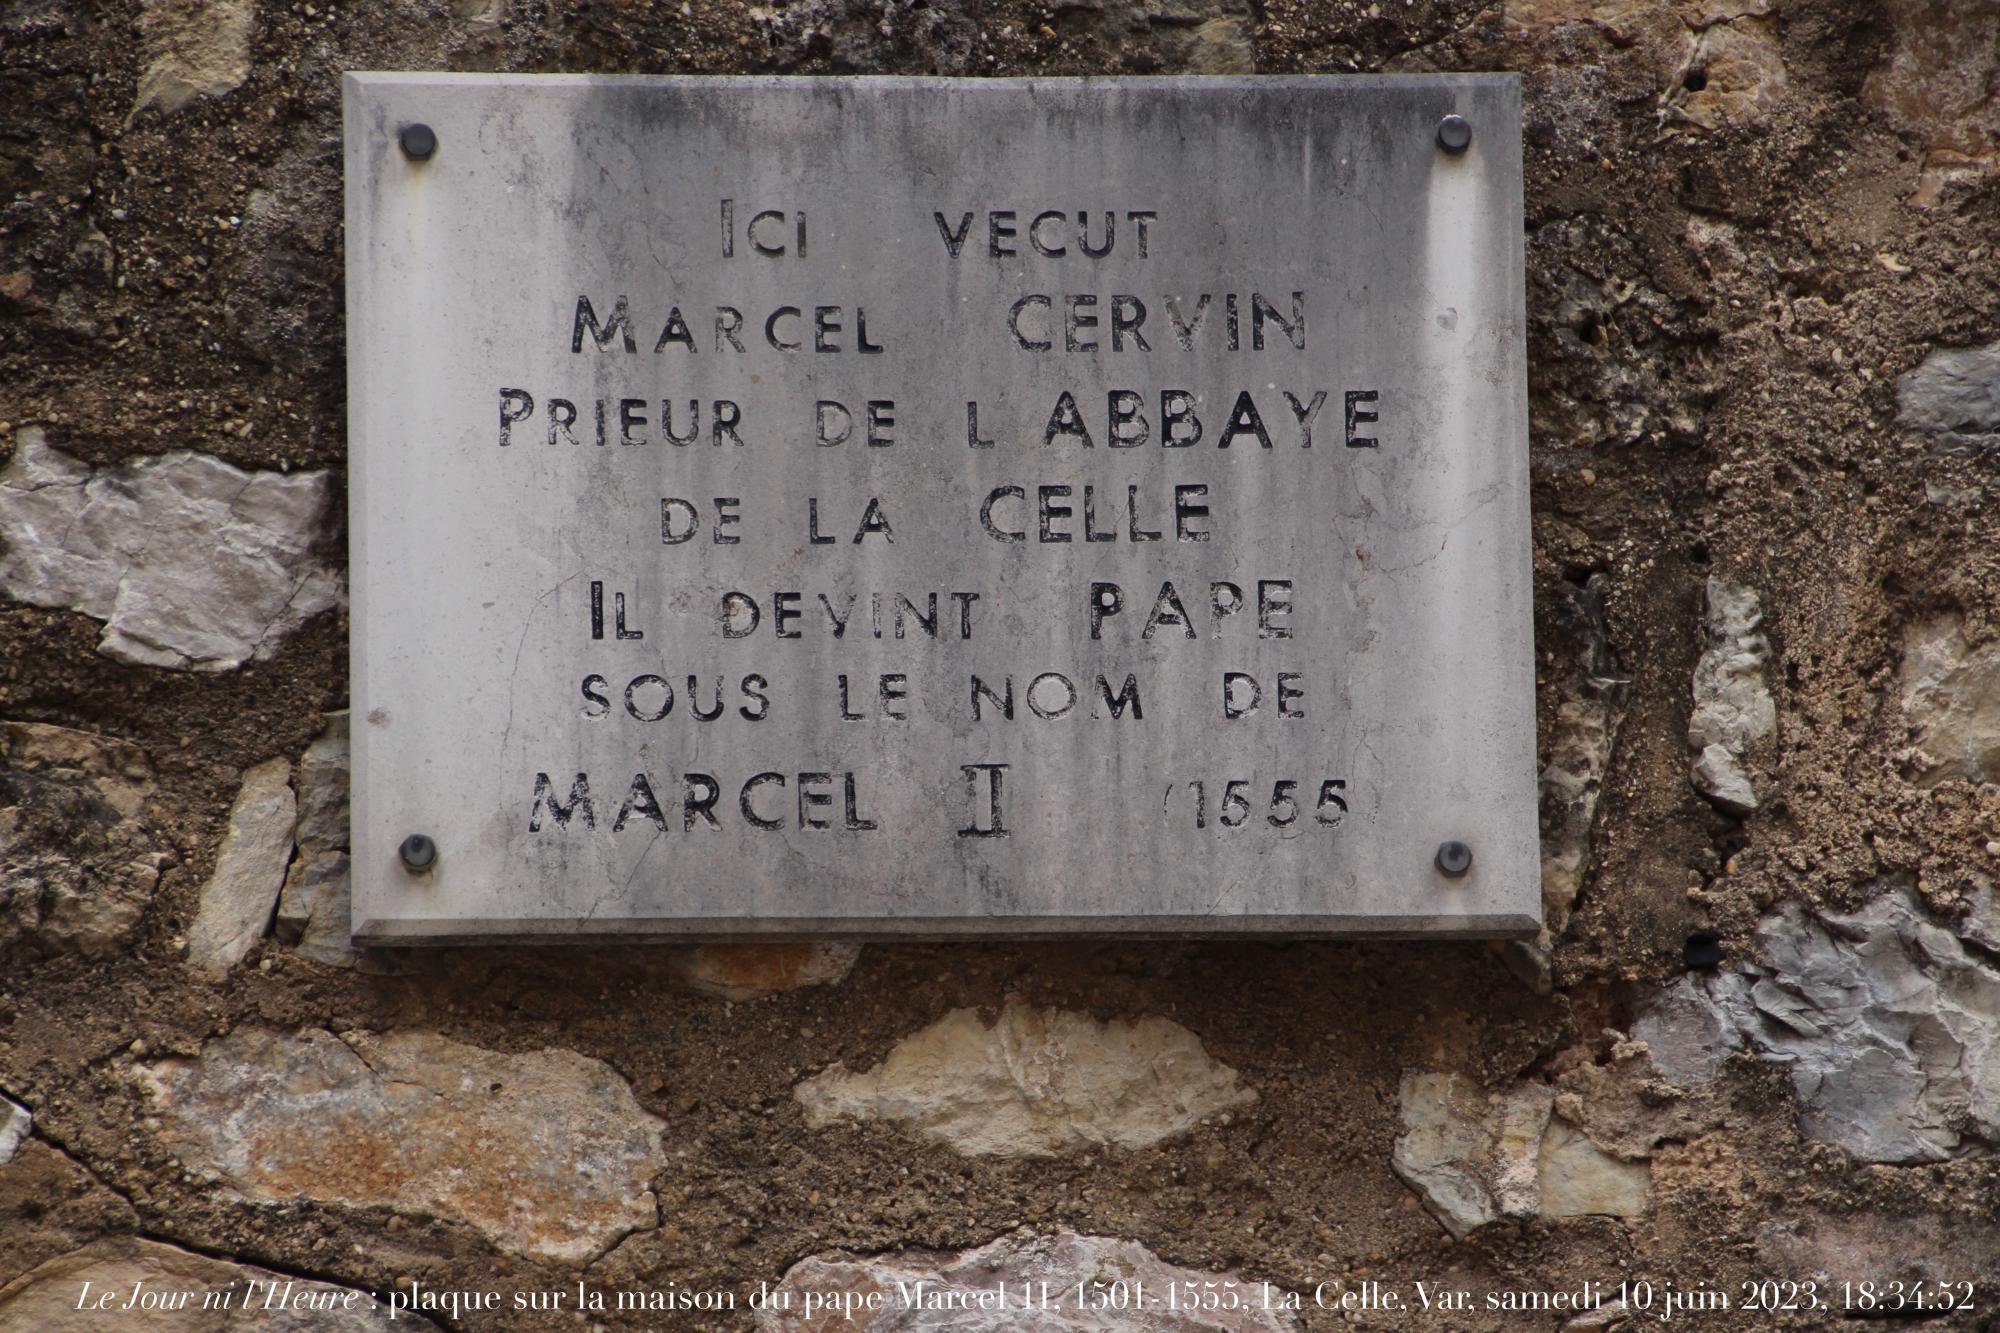 ICI VECUT
MARCEL CERVIN
PRIEUR DE L ABBAYE
DE LA CELLE
IL DEVINT PAPE
SOUS LE NOM DE
MARCEL II (1555)
Le Jour ni l'Heure : plaque sur la maison du pape Marcel II, 1501-1555, La Celle, Var, samedi 10 juin 2023, 18:34:52